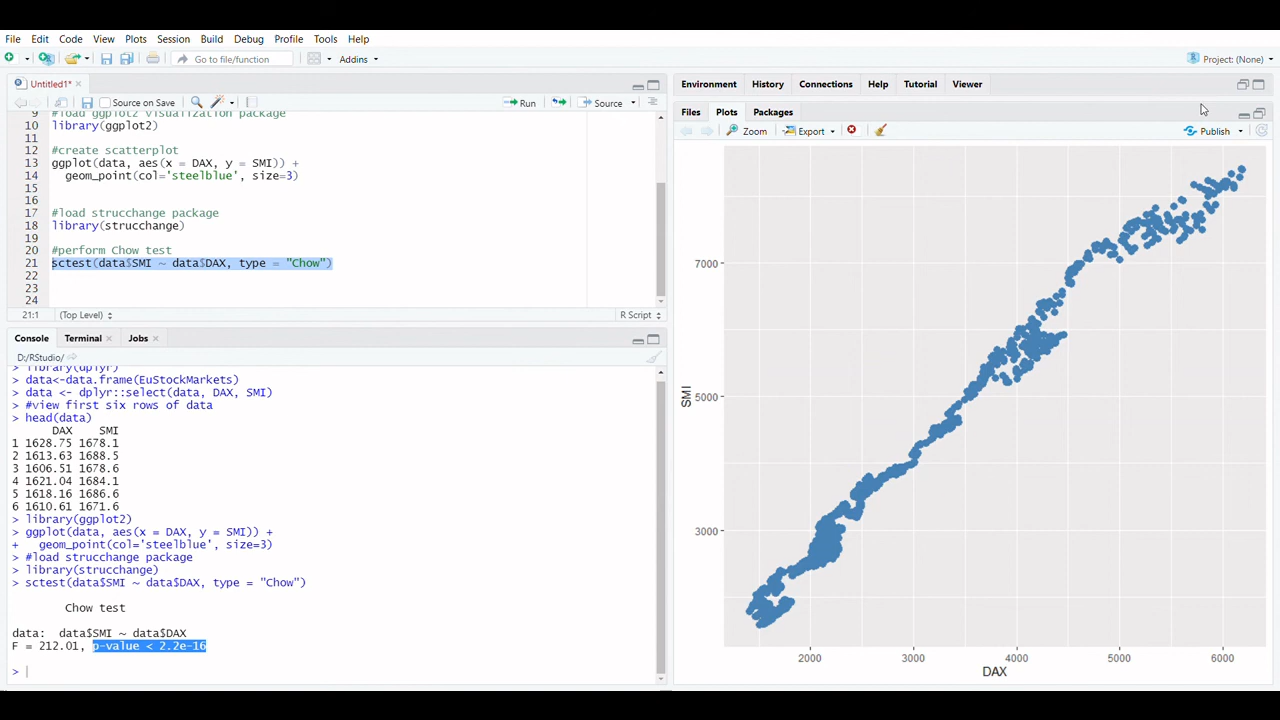 File Edit Code View Plots Session Build Debug Profile Tools Help
Go to file/function Addins Project: (None)
Untitled1*
Source on Save Run Source
9 #load ggplot2 visualization package
10 library(ggplot2)
11
12 #create scatterplot
13 ggplot(data, aes(x = DAX, y = SMI)) +
14 geom_point(col='steelblue', size=3)
15
16
17 #load strucchange package
18 library(strucchange)
19
20 #perform Chow test
21 sctest(data$SMI ~ data$DAX, type = "Chow")
22
23
24
21:1 (Top Level) R Script
Console Terminal Jobs
D:/RStudio/
> library(dplyr)
> data<-data.frame(EuStockMarkets)
> data <- dplyr::select(data, DAX, SMI)
> #view first six rows of data
> head(data)
DAX SMI
1 1628.75 1678.1
2 1613.63 1688.5
3 1606.51 1678.6
4 1621.04 1684.1
5 1618.16 1686.6
6 1610.61 1671.6
> library(ggplot2)
> ggplot(data, aes(x = DAX, y = SMI)) +
+ geom_point(col='steelblue', size=3)
> #load strucchange package
> library(strucchange)
> sctest(data$SMI ~ data$DAX, type = "Chow")
Chow test
data: data$SMI ~ data$DAX
F = 212.01, p-value < 2.2e-16
>
Environment History Connections Help Tutorial Viewer
Files Plots Packages
Zoom Export Publish
7000
5000
3000
SMI
2000 3000 4000 5000 6000
DAX